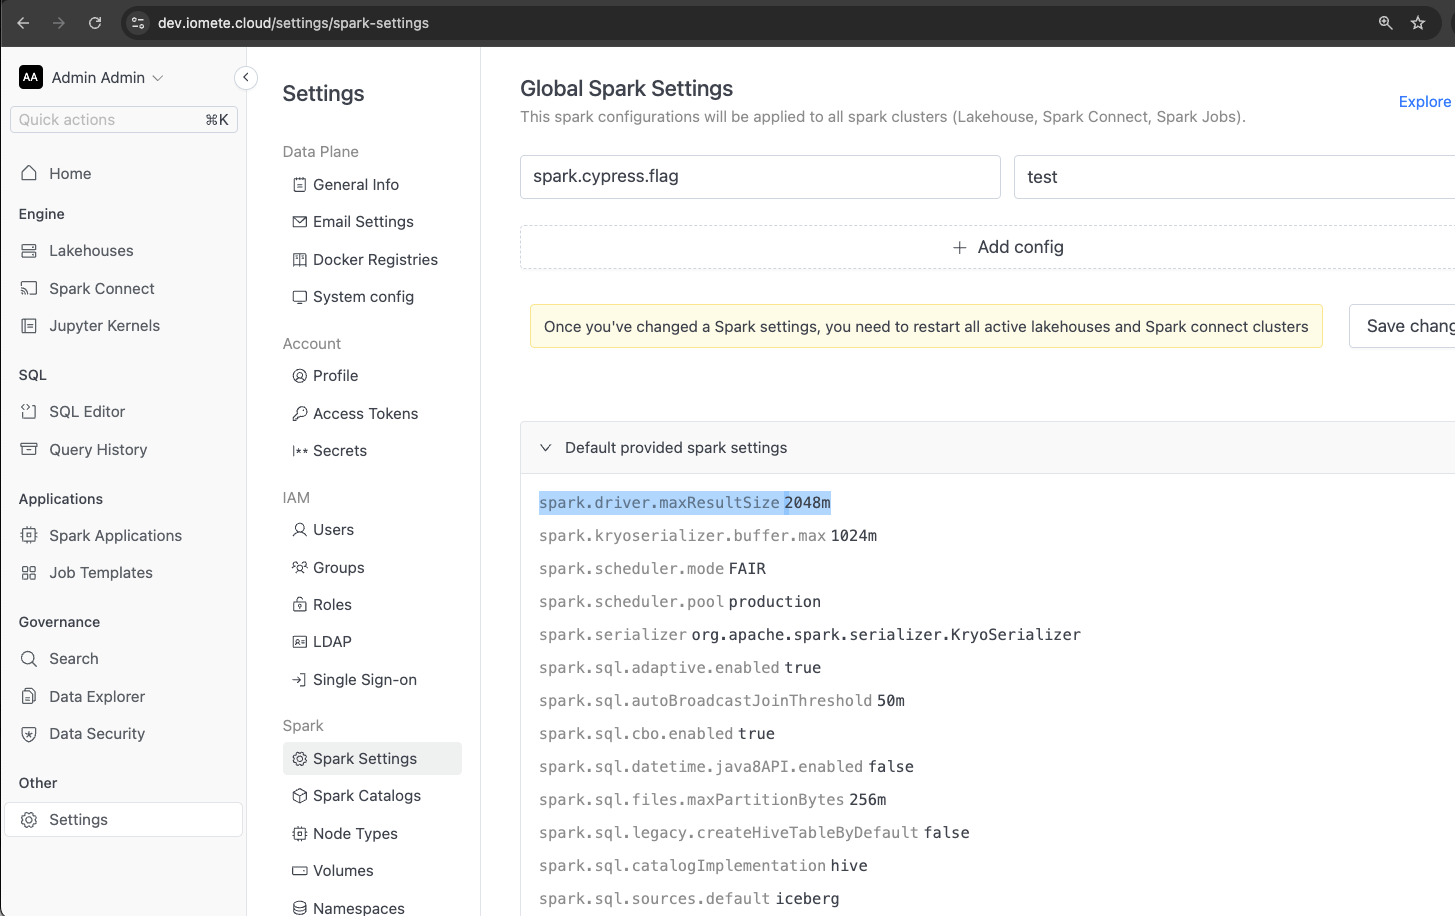 dev.iomete.cloud/settings/spark-settings
AA Admin Admin
Quick actions ⌘K
Home
Engine
Lakehouses
Spark Connect
Jupyter Kernels
SQL
SQL Editor
Query History
Applications
Spark Applications
Job Templates
Governance
Search
Data Explorer
Data Security
Other
Settings
Settings
Data Plane
General Info
Email Settings
Docker Registries
System config
Account
Profile
Access Tokens
Secrets
IAM
Users
Groups
Roles
LDAP
Single Sign-on
Spark
Spark Settings
Spark Catalogs
Node Types
Volumes
Namespaces
Global Spark Settings
This spark configurations will be applied to all spark clusters (Lakehouse, Spark Connect, Spark Jobs).
Explore
spark.cypress.flag test
+ Add config
Once you've changed a Spark settings, you need to restart all active lakehouses and Spark connect clusters
Save chang
Default provided spark settings
spark.driver.maxResultSize 2048m
spark.kryoserializer.buffer.max 1024m
spark.scheduler.mode FAIR
spark.scheduler.pool production
spark.serializer org.apache.spark.serializer.KryoSerializer
spark.sql.adaptive.enabled true
spark.sql.autoBroadcastJoinThreshold 50m
spark.sql.cbo.enabled true
spark.sql.datetime.java8API.enabled false
spark.sql.files.maxPartitionBytes 256m
spark.sql.legacy.createHiveTableByDefault false
spark.sql.catalogImplementation hive
spark.sql.sources.default iceberg